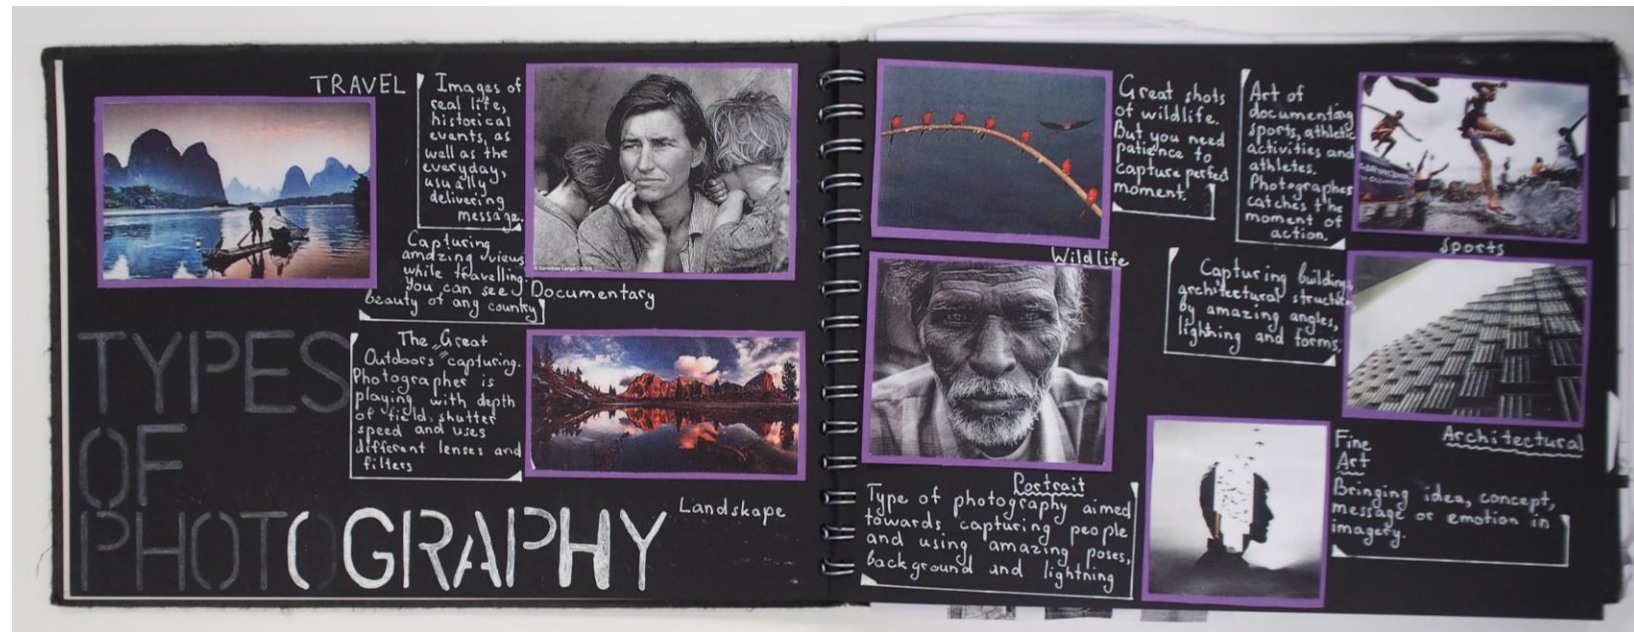 TRAVEL
Images of
real life,
historical
events, as
well as the
everyday,
usually
delivering
message.
Capturing
amazing views
while travelling.
You can see
beauty of any country
Documentary
TYPES
OF
PHOTOGRAPHY
The "Great
Outdoors" capturing.
Photographer is
playing with depth
of field, shutter
speed and uses
different lenses and
filters
Landskape
Great shots
of wildlife.
But you need
patience to
capture perfect
moment.
Wildlife
Art of
documenting
sports, athletic
activities and
athletes.
Photographer
catches the
moment of
action.
Sports
Capturing building,
architectural
by amazing angles,
lightning and forms.
Architectural
Portrait
Type of photography aimed
towards capturing people
and using amazing poses,
background and lightning
Fine
Art
Bringing idea, concept,
message or emotion in
imagery.